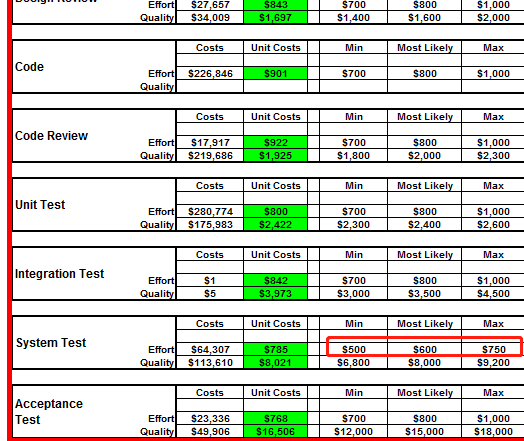 Effort $27,657 $843 $700 $800 $1,000
Quality $34,009 $1,697 $1,400 $1,600 $2,000
Costs Unit Costs Min Most Likely Max
Code
Effort $226,846 $901 $700 $800 $1,000
Quality
Costs Unit Costs Min Most Likely Max
Code Review
Effort $17,917 $922 $700 $800 $1,000
Quality $219,686 $1,925 $1,800 $2,000 $2,300
Costs Unit Costs Min Most Likely Max
Unit Test
Effort $280,774 $800 $700 $800 $1,000
Quality $175,983 $2,422 $2,300 $2,400 $2,600
Costs Unit Costs Min Most Likely Max
Integration Test
Effort $1 $842 $700 $800 $1,000
Quality $5 $3,973 $3,000 $3,500 $4,500
Costs Unit Costs Min Most Likely Max
System Test
Effort $64,307 $785 $500 $600 $750
Quality $113,610 $8,021 $6,800 $8,000 $9,200
Costs Unit Costs Min Most Likely Max
Acceptance
Test
Effort $23,336 $768 $700 $800 $1,000
Quality $49,906 $16,506 $12,000 $15,000 $18,000